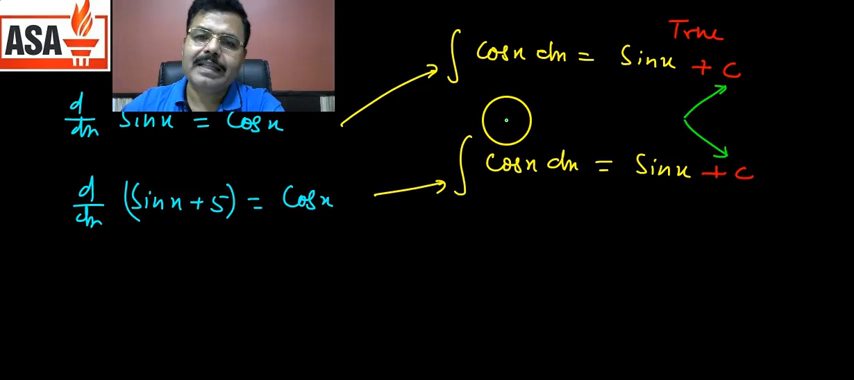 ASA
True
∫ cosx dx = sinx + c
d/dx sinx = cosx
∫ cosx dx = sinx + c
d/dx (sinx + 5) = cosx